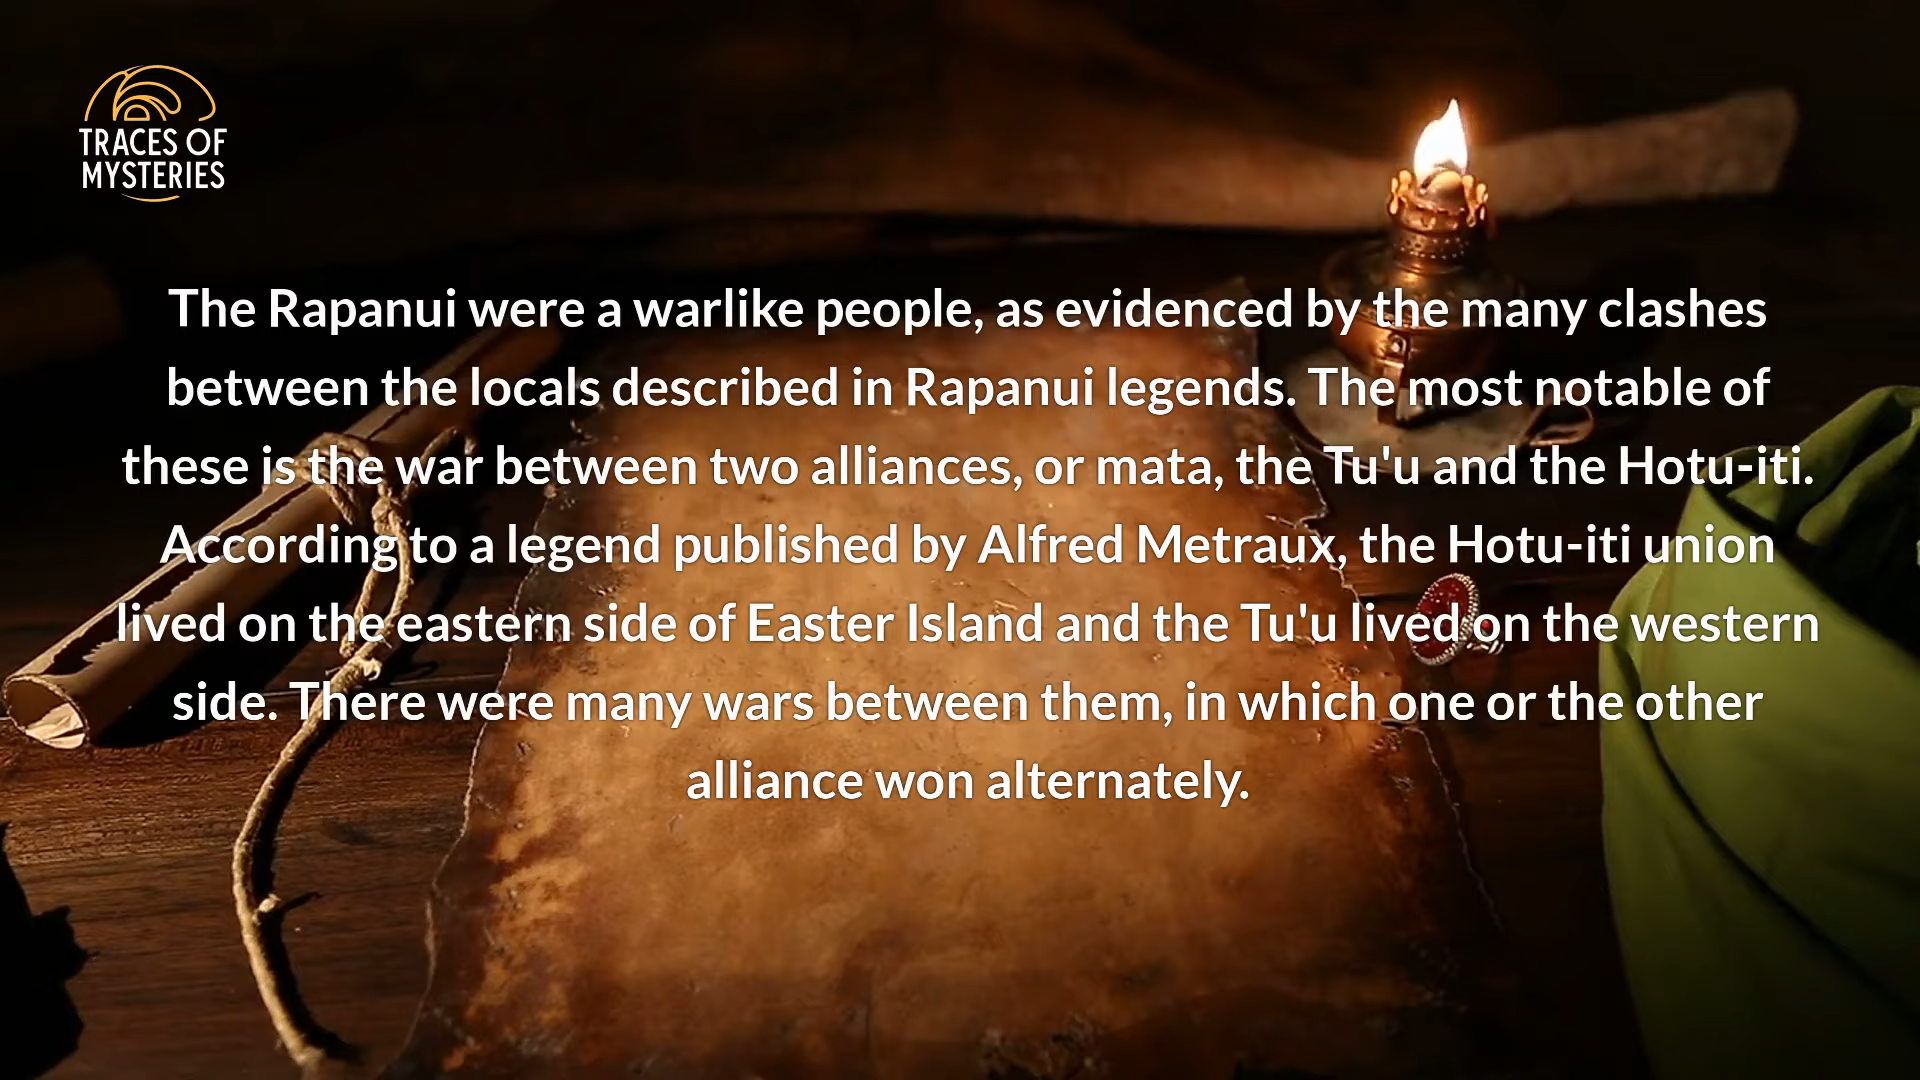 TRACES OF
MYSTERIES
The Rapanui were a warlike people, as evidenced by the many clashes
between the locals described in Rapanui legends. The most notable of
these is the war between two alliances, or mata, the Tu'u and the Hotu-iti.
According to a legend published by Alfred Metraux, the Hotu-iti union
lived on the eastern side of Easter Island and the Tu'u lived on the western
side. There were many wars between them, in which one or the other
alliance won alternately.